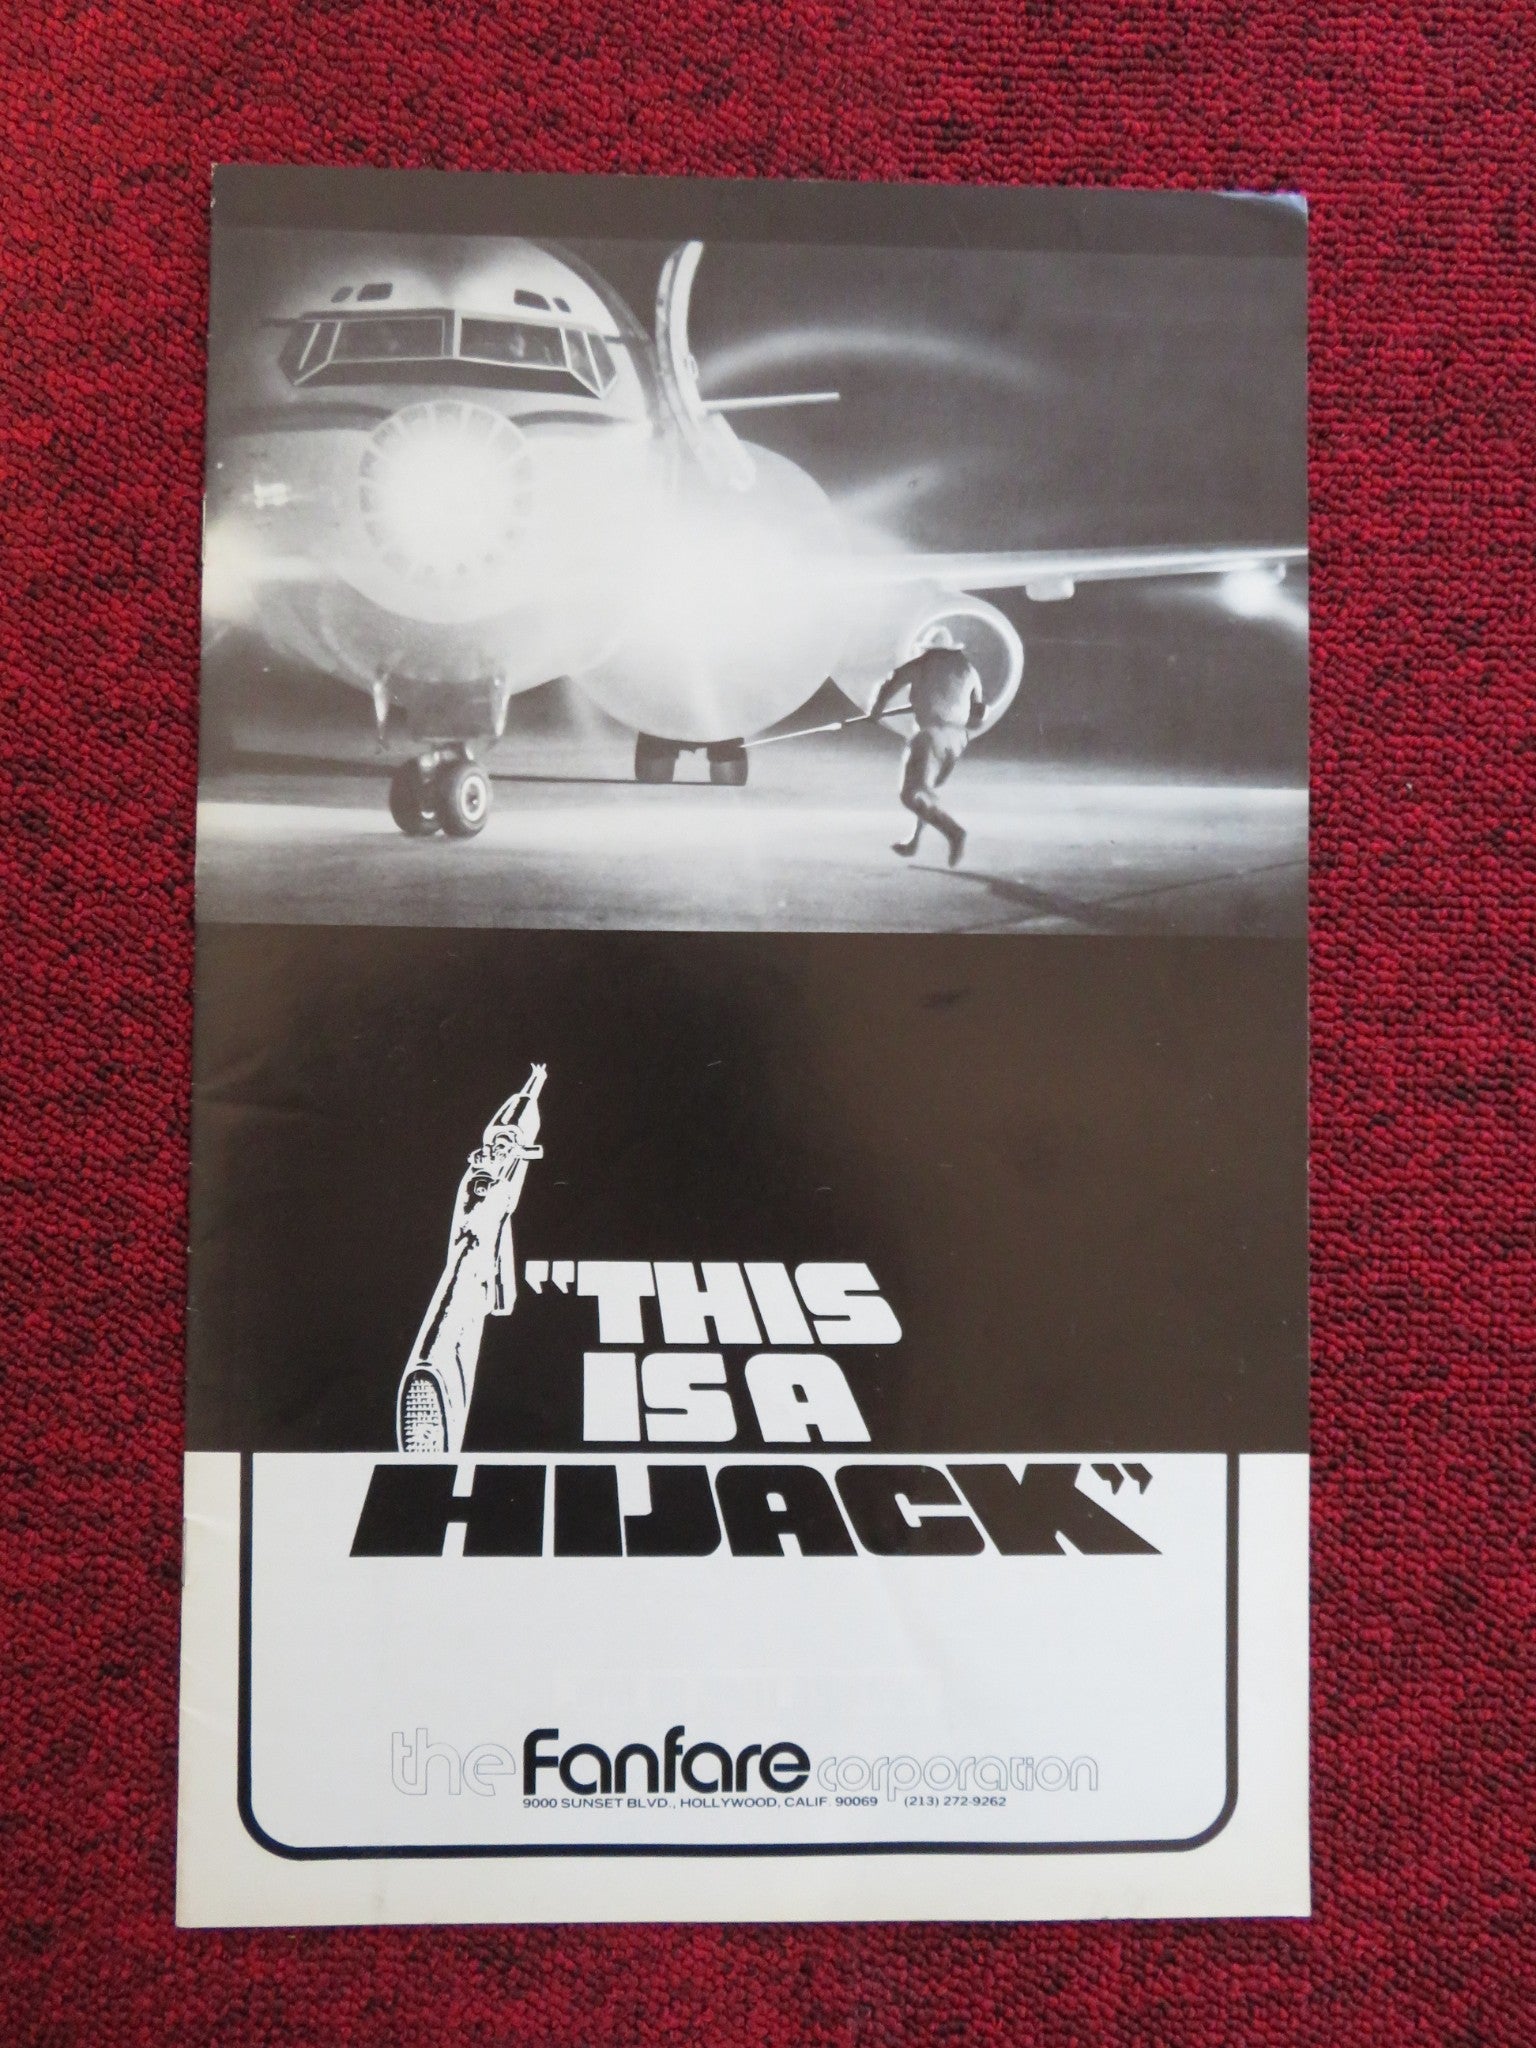 "THIS
IS A
HIJACK"
the Fanfare corporation
9000 SUNSET BLVD., HOLLYWOOD, CALIF. 90069 (213) 272-9262